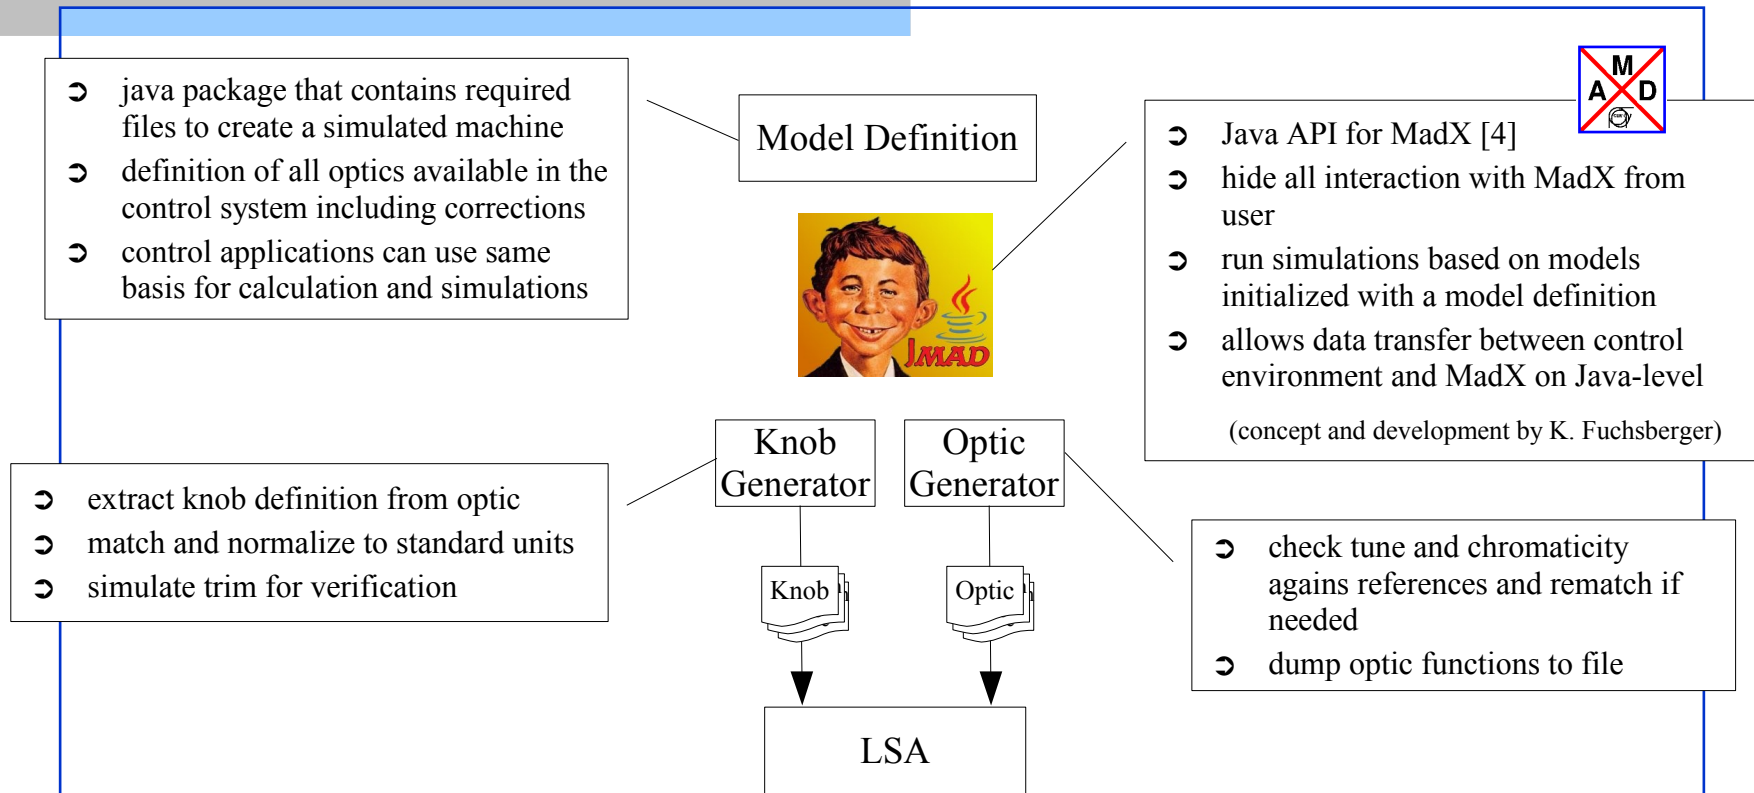 ➲ java package that contains required
files to create a simulated machine
➲ definition of all optics available in the
control system including corrections
➲ control applications can use same
basis for calculation and simulations
Model Definition
M
A D
➲ Java API for MadX [4]
➲ hide all interaction with MadX from
user
➲ run simulations based on models
initialized with a model definition
➲ allows data transfer between control
environment and MadX on Java-level
(concept and development by K. Fuchsberger)
JMAD
Knob
Generator
Optic
Generator
➲ extract knob definition from optic
➲ match and normalize to standard units
➲ simulate trim for verification
➲ check tune and chromaticity
agains references and rematch if
needed
➲ dump optic functions to file
Knob
Optic
LSA